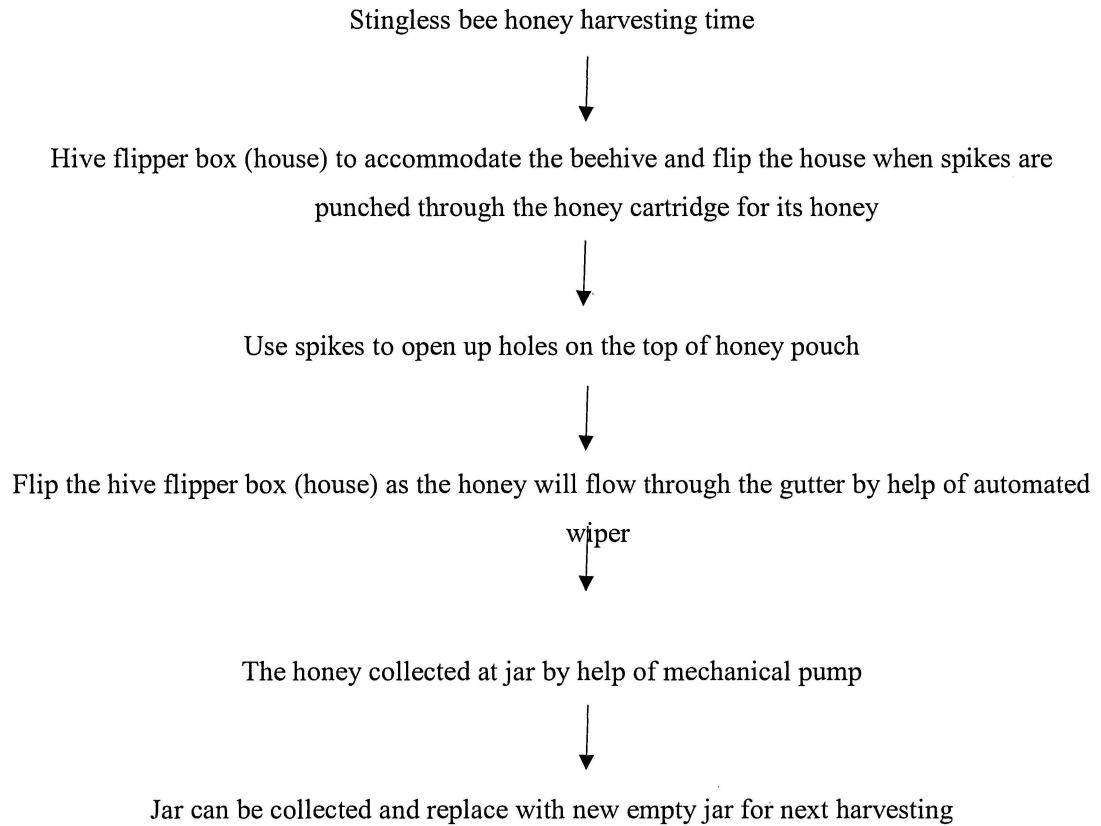 Stingless bee honey harvesting time
Hive flipper box (house) to accommodate the beehive and flip the house when spikes are
punched through the honey cartridge for its honey
Use spikes to open up holes on the top of honey pouch
Flip the hive flipper box (house) as the honey will flow through the gutter by help of automated
wiper
The honey collected at jar by help of mechanical pump
Jar can be collected and replace with new empty jar for next harvesting